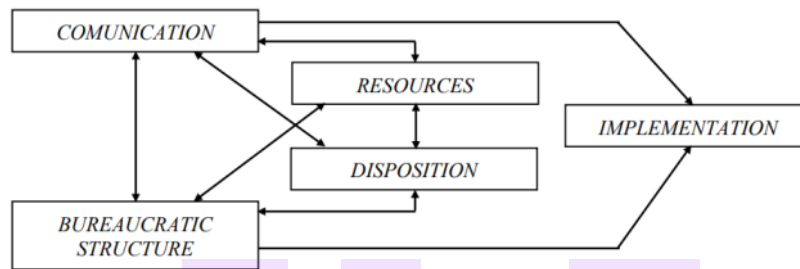 COMUNICATION
RESOURCES
IMPLEMENTATION
DISPOSITION
BUREAUCRATIC
STRUCTURE